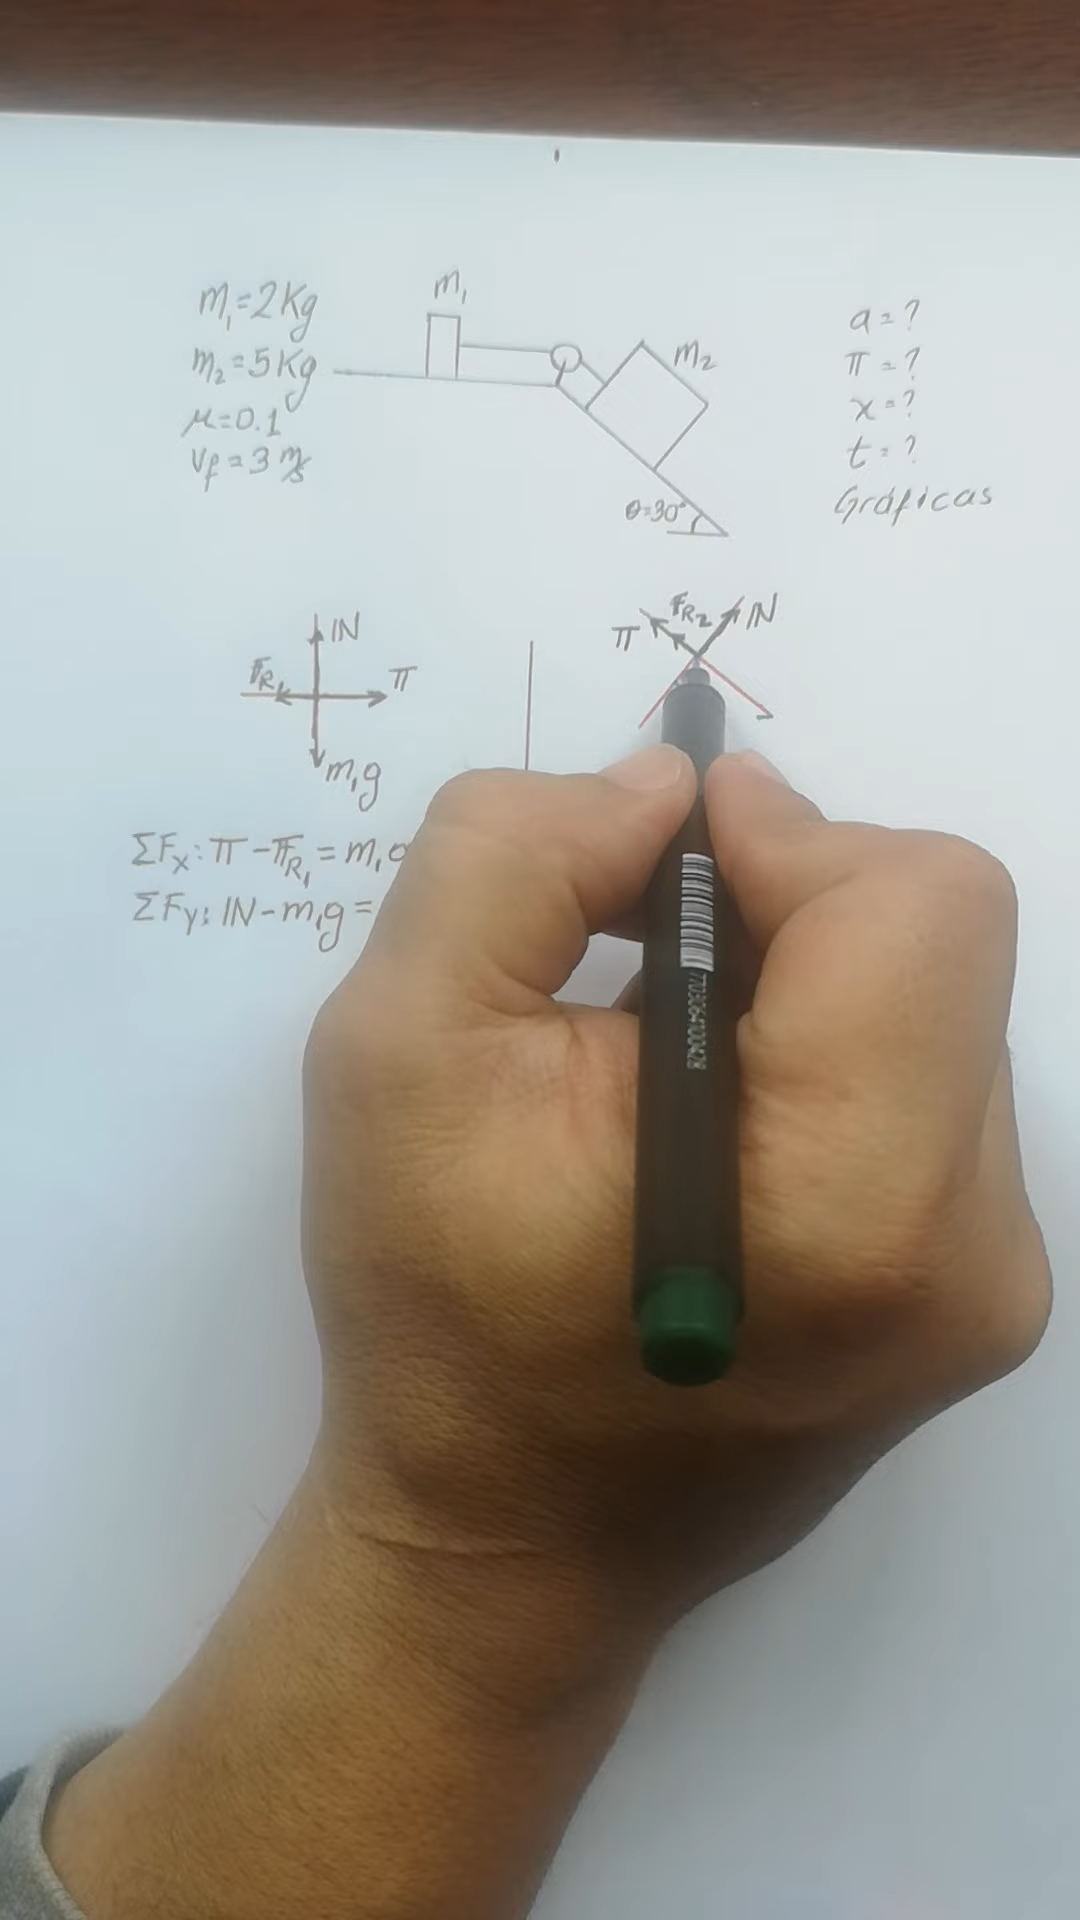 m₁=2Kg
m₂=5Kg
μ=0.1
Vf=3 m/s
m₁
m₂
θ=30°
a=?
π=?
x=?
t=?
Gráficas
IN
FR₁
π
m₁g
π
FR₂
IN
ΣFx: π-FR₁=m₁a
ΣFy: IN-m₁g=